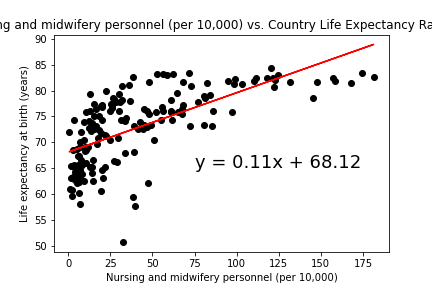 and midwifery personnel (per 10,000) vs. Country Life Expectancy
90
85
80
75
70
65
60
55
50
Life expectancy at birth (years)
y = 0.11x + 68.12
0 25 50 75 100 125 150 175
Nursing and midwifery personnel (per 10,000)